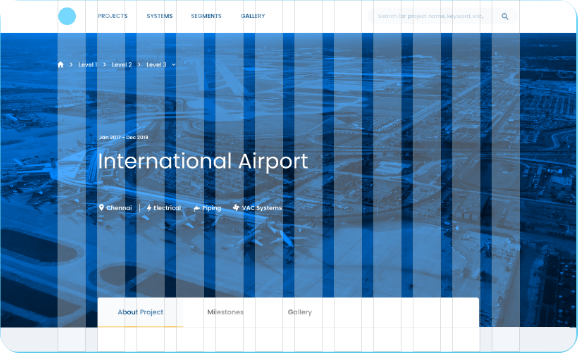 PROJECTS SYSTEMS SEGMENTS GALLERY Search for project name, keyword, etc.,
Level 1 Level 2 Level 3
Jan 2017 - Dec 2019
International Airport
Chennai Electrical Piping VAC Systems
About Project Milestones Gallery